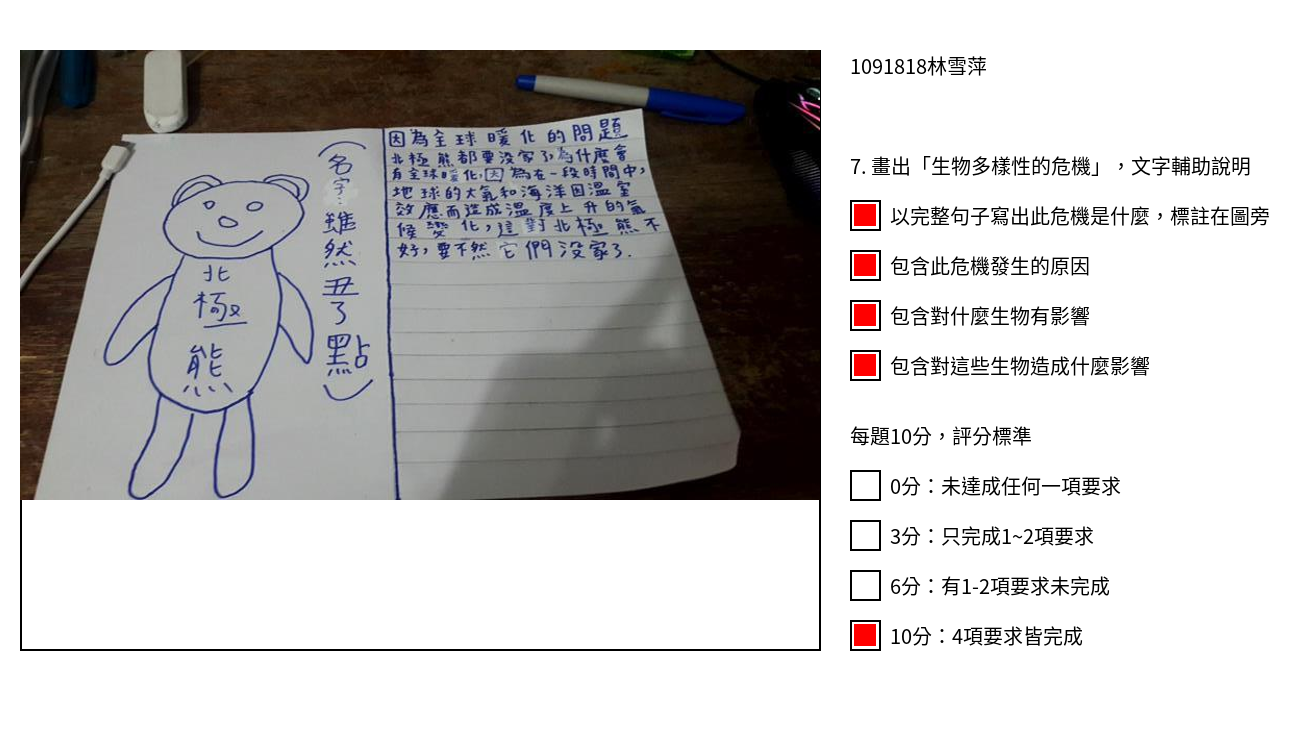 北
極
熊
（名字：雖然丑了點）
因為全球暖化的問題
北極熊都要沒家了,為什麼會
有全球暖化,因為在一段時間中,
地球的大氣和海洋因溫室
效應而造成溫度上升的氣
候變化,這對北極熊不
好,要不然它們沒家了.
1091818林雪萍
7. 畫出「生物多樣性的危機」，文字輔助說明
以完整句子寫出此危機是什麼，標註在圖旁
包含此危機發生的原因
包含對什麼生物有影響
包含對這些生物造成什麼影響
每題10分，評分標準
0分：未達成任何一項要求
3分：只完成1~2項要求
6分：有1-2項要求未完成
10分：4項要求皆完成